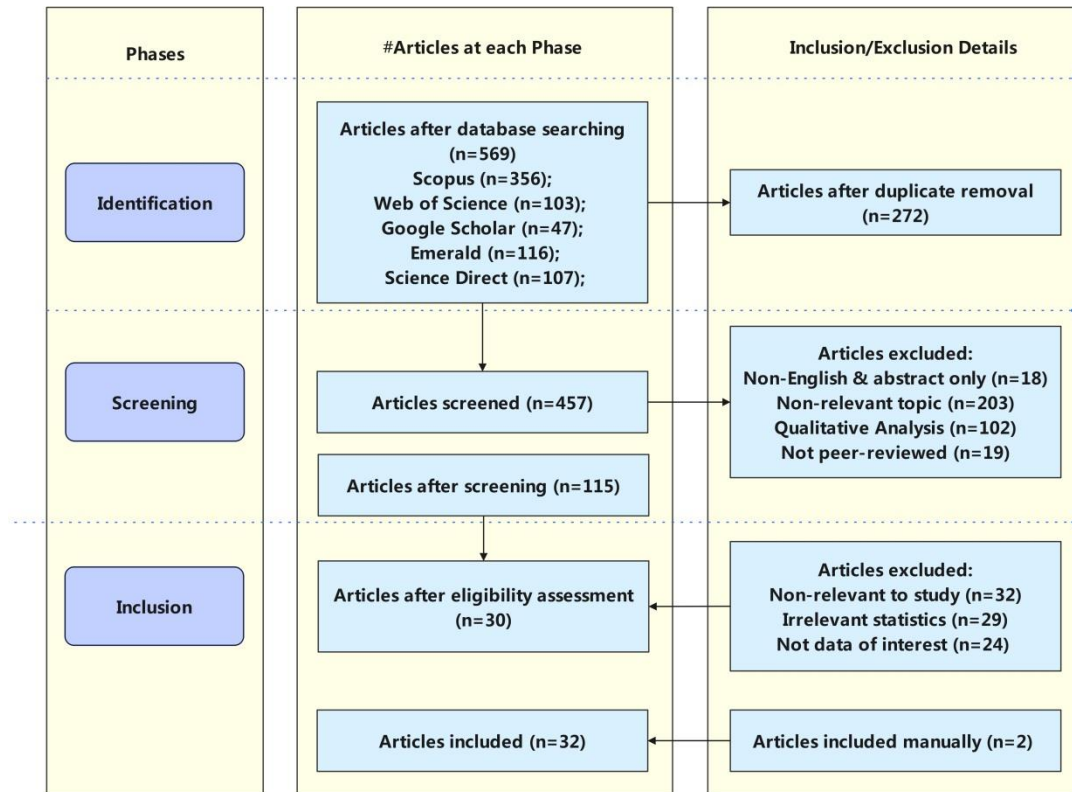 Phases
#Articles at each Phase
Inclusion/Exclusion Details
Identification
Articles after database searching
(n=569)
Scopus (n=356);
Web of Science (n=103);
Google Scholar (n=47);
Emerald (n=116);
Science Direct (n=107);
Articles after duplicate removal
(n=272)
Screening
Articles screened (n=457)
Articles excluded:
Non-English & abstract only (n=18)
Non-relevant topic (n=203)
Qualitative Analysis (n=102)
Not peer-reviewed (n=19)
Articles after screening (n=115)
Inclusion
Articles after eligibility assessment
(n=30)
Articles excluded:
Non-relevant to study (n=32)
Irrelevant statistics (n=29)
Not data of interest (n=24)
Articles included (n=32)
Articles included manually (n=2)